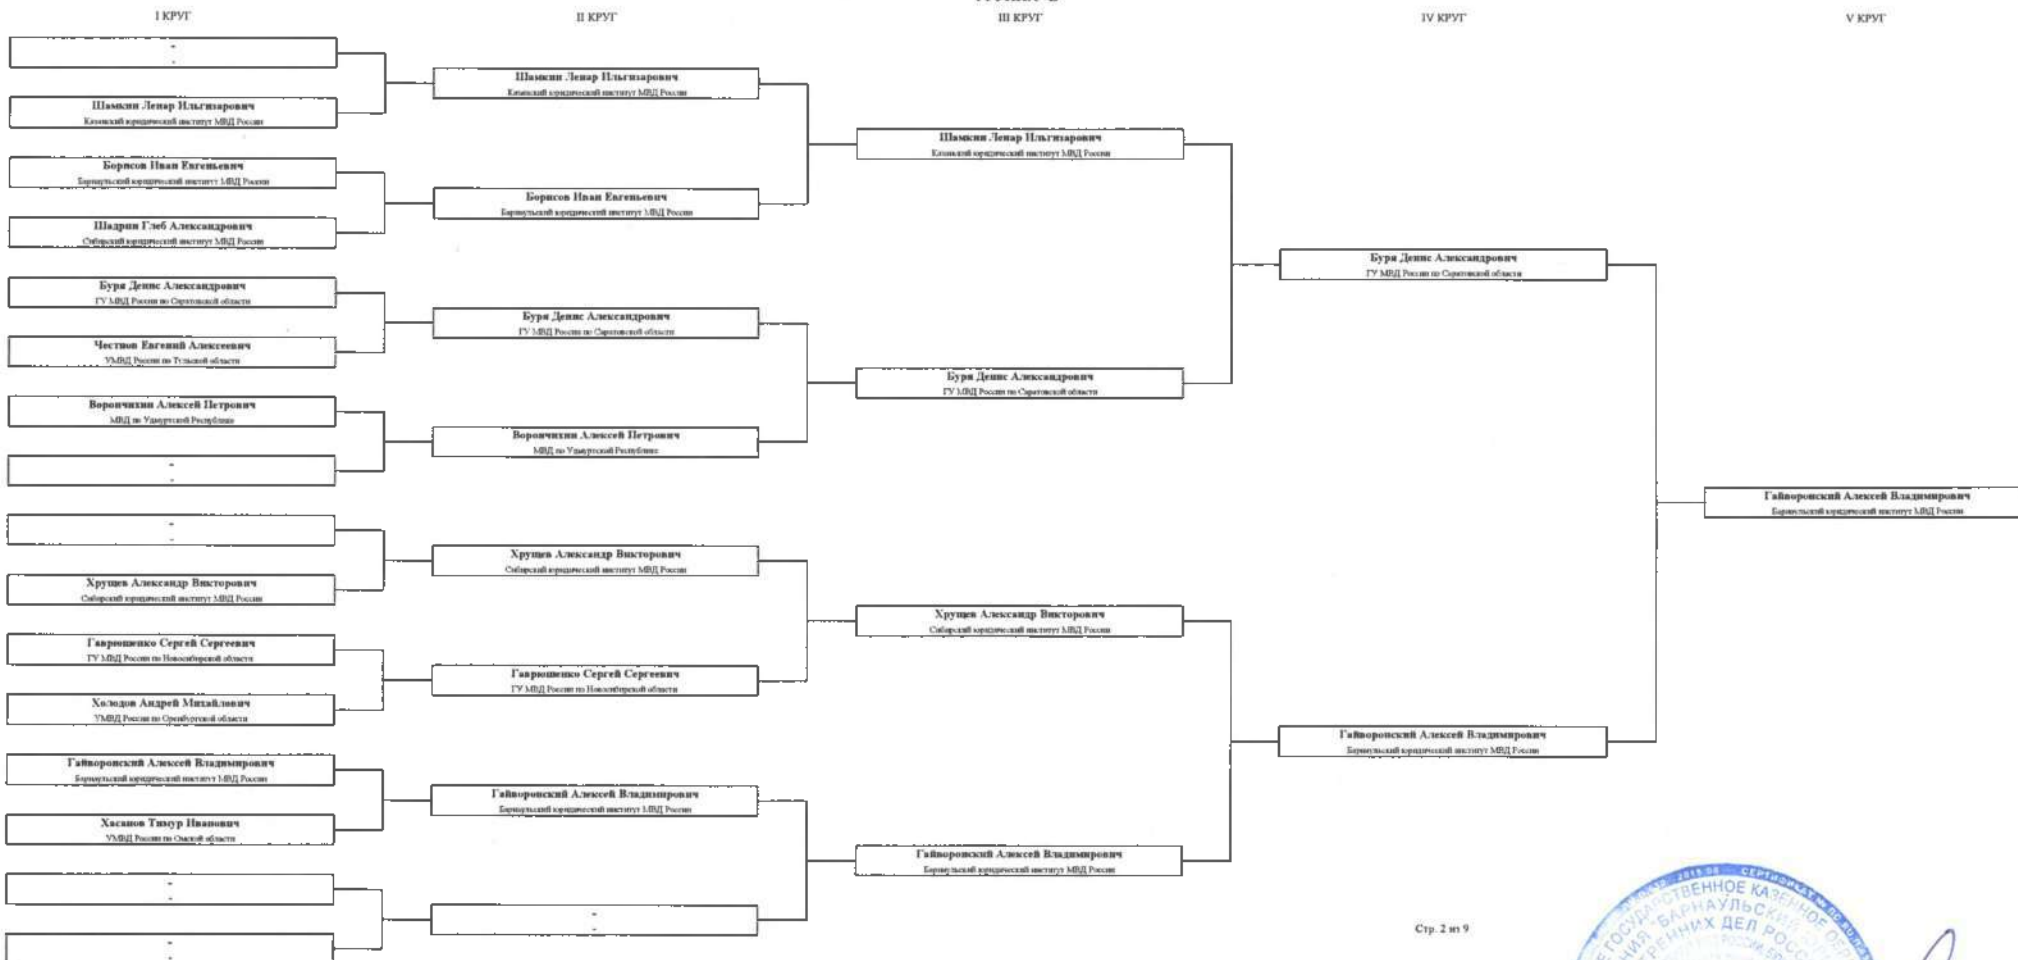 I КРУГ
II КРУГ
III КРУГ
IV КРУГ
V КРУГ
-
-
Шамкин Ленар Ильгизарович
Казанский юридический институт МВД России
Борисов Иван Евгеньевич
Барнаульский юридический институт МВД России
Шадрин Глеб Александрович
Сибирский юридический институт МВД России
Буря Денис Александрович
ГУ МВД России по Саратовской области
Честнов Евгений Алексеевич
УМВД России по Тульской области
Ворончихин Алексей Петрович
МВД по Удмуртской Республике
-
-
-
-
Хрущев Александр Викторович
Сибирский юридический институт МВД России
Гаврюшенко Сергей Сергеевич
ГУ МВД России по Новосибирской области
Холодов Андрей Михайлович
УМВД России по Оренбургской области
Гайворонский Алексей Владимирович
Барнаульский юридический институт МВД России
Хасанов Тимур Иванович
УМВД России по Омской области
-
-
-
-
Шамкин Ленар Ильгизарович
Казанский юридический институт МВД России
Борисов Иван Евгеньевич
Барнаульский юридический институт МВД России
Буря Денис Александрович
ГУ МВД России по Саратовской области
Ворончихин Алексей Петрович
МВД по Удмуртской Республике
Хрущев Александр Викторович
Сибирский юридический институт МВД России
Гаврюшенко Сергей Сергеевич
ГУ МВД России по Новосибирской области
Гайворонский Алексей Владимирович
Барнаульский юридический институт МВД России
-
-
Шамкин Ленар Ильгизарович
Казанский юридический институт МВД России
Буря Денис Александрович
ГУ МВД России по Саратовской области
Хрущев Александр Викторович
Сибирский юридический институт МВД России
Гайворонский Алексей Владимирович
Барнаульский юридический институт МВД России
Буря Денис Александрович
ГУ МВД России по Саратовской области
Гайворонский Алексей Владимирович
Барнаульский юридический институт МВД России
Гайворонский Алексей Владимирович
Барнаульский юридический институт МВД России
Стр. 2 из 9
КАЗЕННОЕ
ДЕЛ